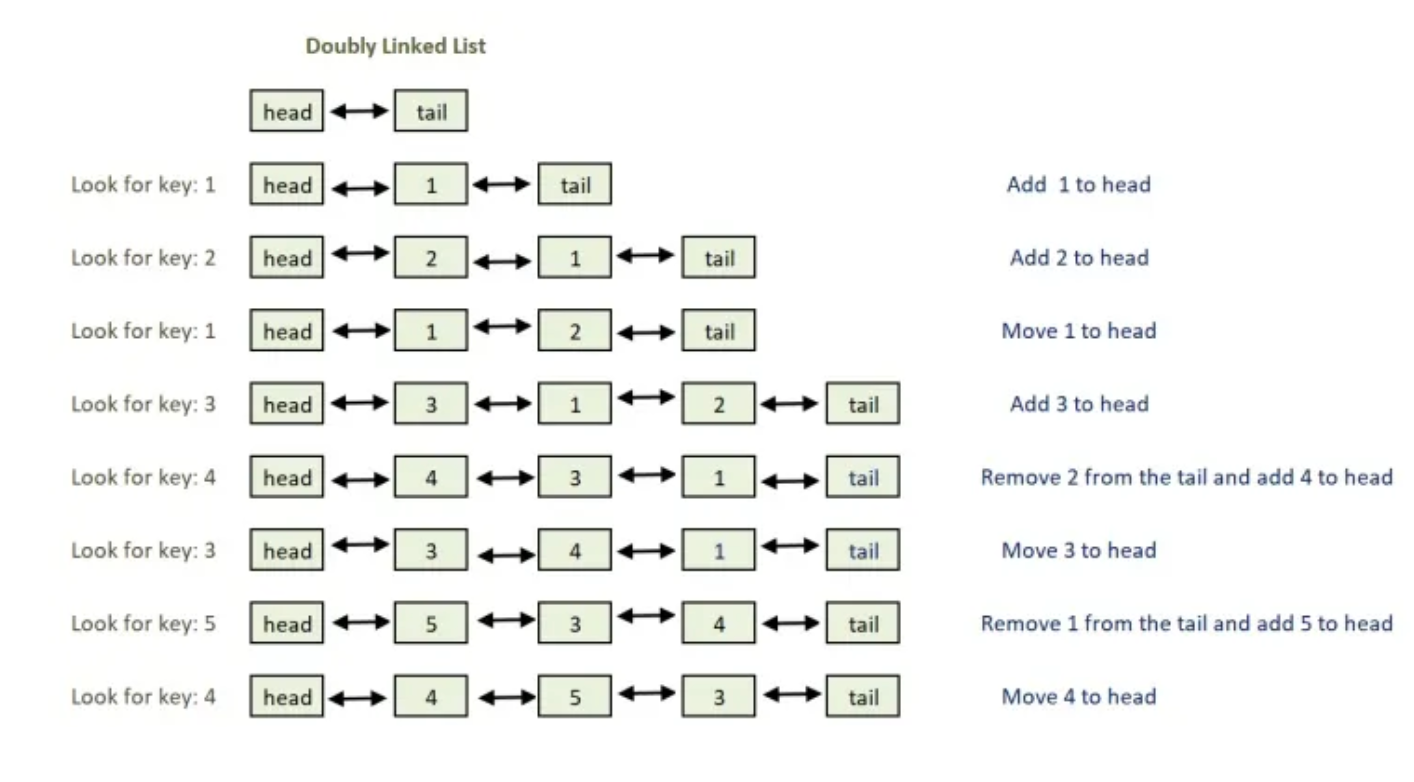 Doubly Linked List
head tail
Look for key: 1 head 1 tail Add 1 to head
Look for key: 2 head 2 1 tail Add 2 to head
Look for key: 1 head 1 2 tail Move 1 to head
Look for key: 3 head 3 1 2 tail Add 3 to head
Look for key: 4 head 4 3 1 tail Remove 2 from the tail and add 4 to head
Look for key: 3 head 3 4 1 tail Move 3 to head
Look for key: 5 head 5 3 4 tail Remove 1 from the tail and add 5 to head
Look for key: 4 head 4 5 3 tail Move 4 to head